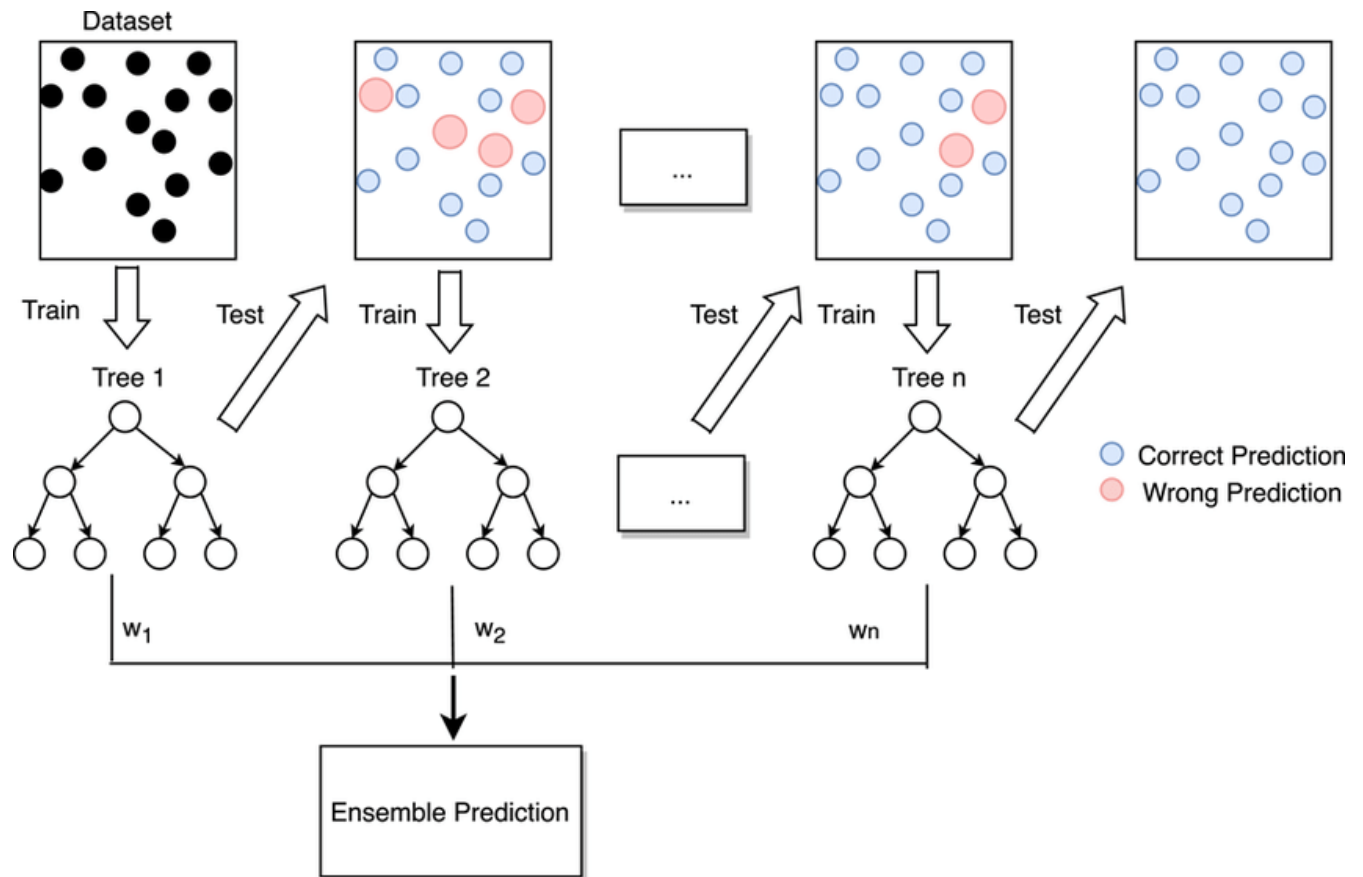 Dataset
...
Train
Test
Train
Test
Train
Test
Tree 1
Tree 2
Tree n
...
Correct Prediction
Wrong Prediction
w1
w2
wn
Ensemble Prediction